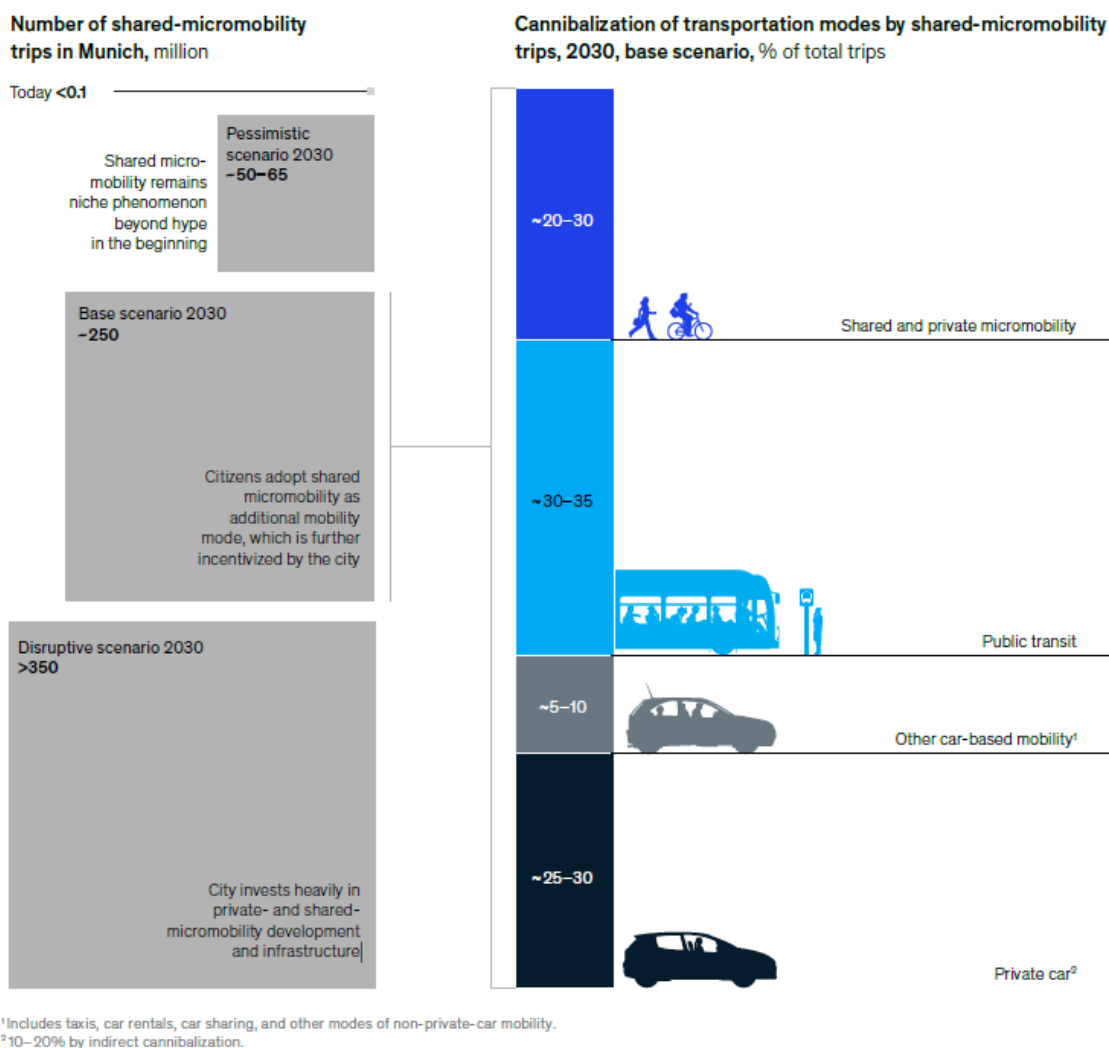 Number of shared-micromobility
trips in Munich, million
Today <0.1
Pessimistic
scenario 2030
~50–65
Shared micro-
mobility remains
niche phenomenon
beyond hype
in the beginning
Base scenario 2030
~250
Citizens adopt shared
micromobility as
additional mobility
mode, which is further
incentivized by the city
Disruptive scenario 2030
>350
City invests heavily in
private- and shared-
micromobility development
and infrastructure
Cannibalization of transportation modes by shared-micromobility
trips, 2030, base scenario, % of total trips
~20–30
Shared and private micromobility
~30–35
Public transit
~5–10
Other car-based mobility¹
~25–30
Private car²
¹Includes taxis, car rentals, car sharing, and other modes of non-private-car mobility.
²10–20% by indirect cannibalization.